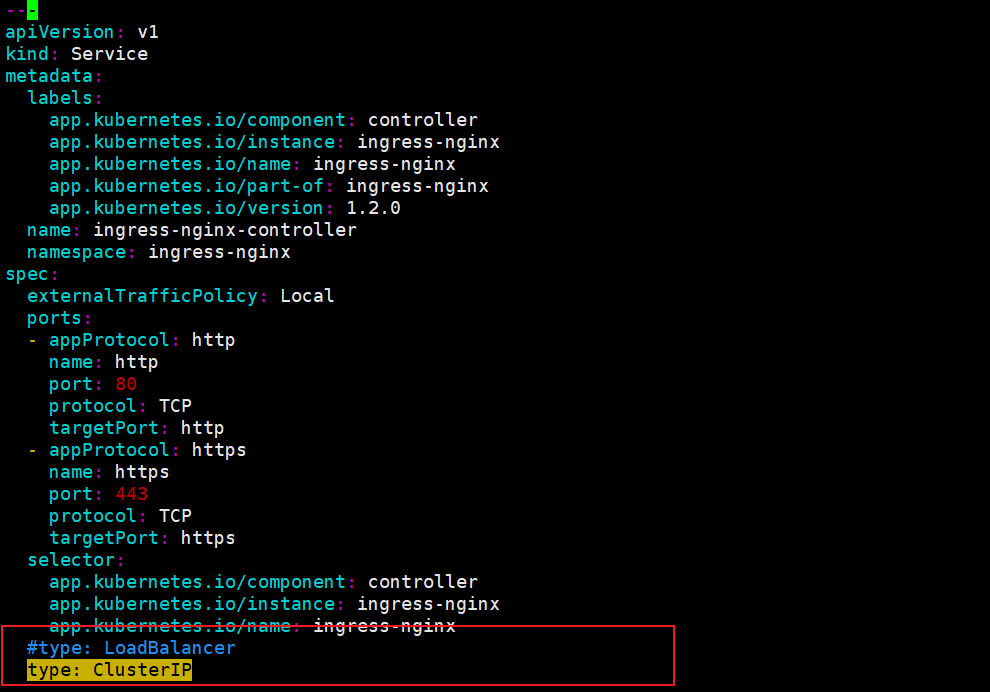 ---
apiVersion: v1
kind: Service
metadata:
  labels:
    app.kubernetes.io/component: controller
    app.kubernetes.io/instance: ingress-nginx
    app.kubernetes.io/name: ingress-nginx
    app.kubernetes.io/part-of: ingress-nginx
    app.kubernetes.io/version: 1.2.0
  name: ingress-nginx-controller
  namespace: ingress-nginx
spec:
  externalTrafficPolicy: Local
  ports:
  - appProtocol: http
    name: http
    port: 80
    protocol: TCP
    targetPort: http
  - appProtocol: https
    name: https
    port: 443
    protocol: TCP
    targetPort: https
  selector:
    app.kubernetes.io/component: controller
    app.kubernetes.io/instance: ingress-nginx
    app.kubernetes.io/name: ingress-nginx
  #type: LoadBalancer
  type: ClusterIP